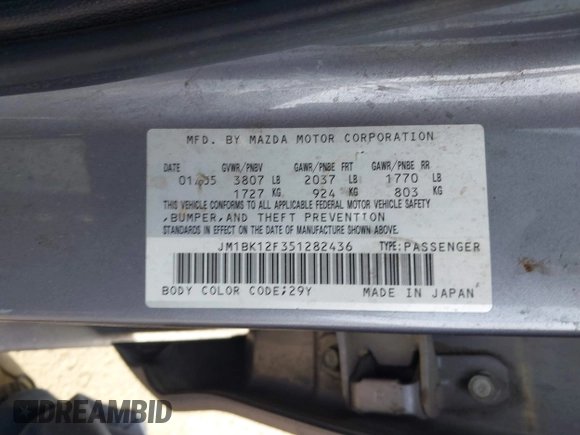 MFD. BY MAZDA MOTOR CORPORATION
DATE GVWR/PNBV GAWR/PNBE FRT GAWR/PNBE RR
3807 LB 2037 LB 1770 LB
1727 KG 924 KG 803 KG
THIS VEHICLE CONFORMS TO ALL APPLICABLE FEDERAL MOTOR VEHICLE SAFETY
,BUMPER,AND THEFT PREVENTION
STANDARDS IN EFFECT ON THE DATE OF MANUFACTURE SHOWN ABOVE.
JM1BK12F351282436 TYPE:PASSENGER
BODY COLOR CODE;29Y MADE IN JAPAN
DREAMBID